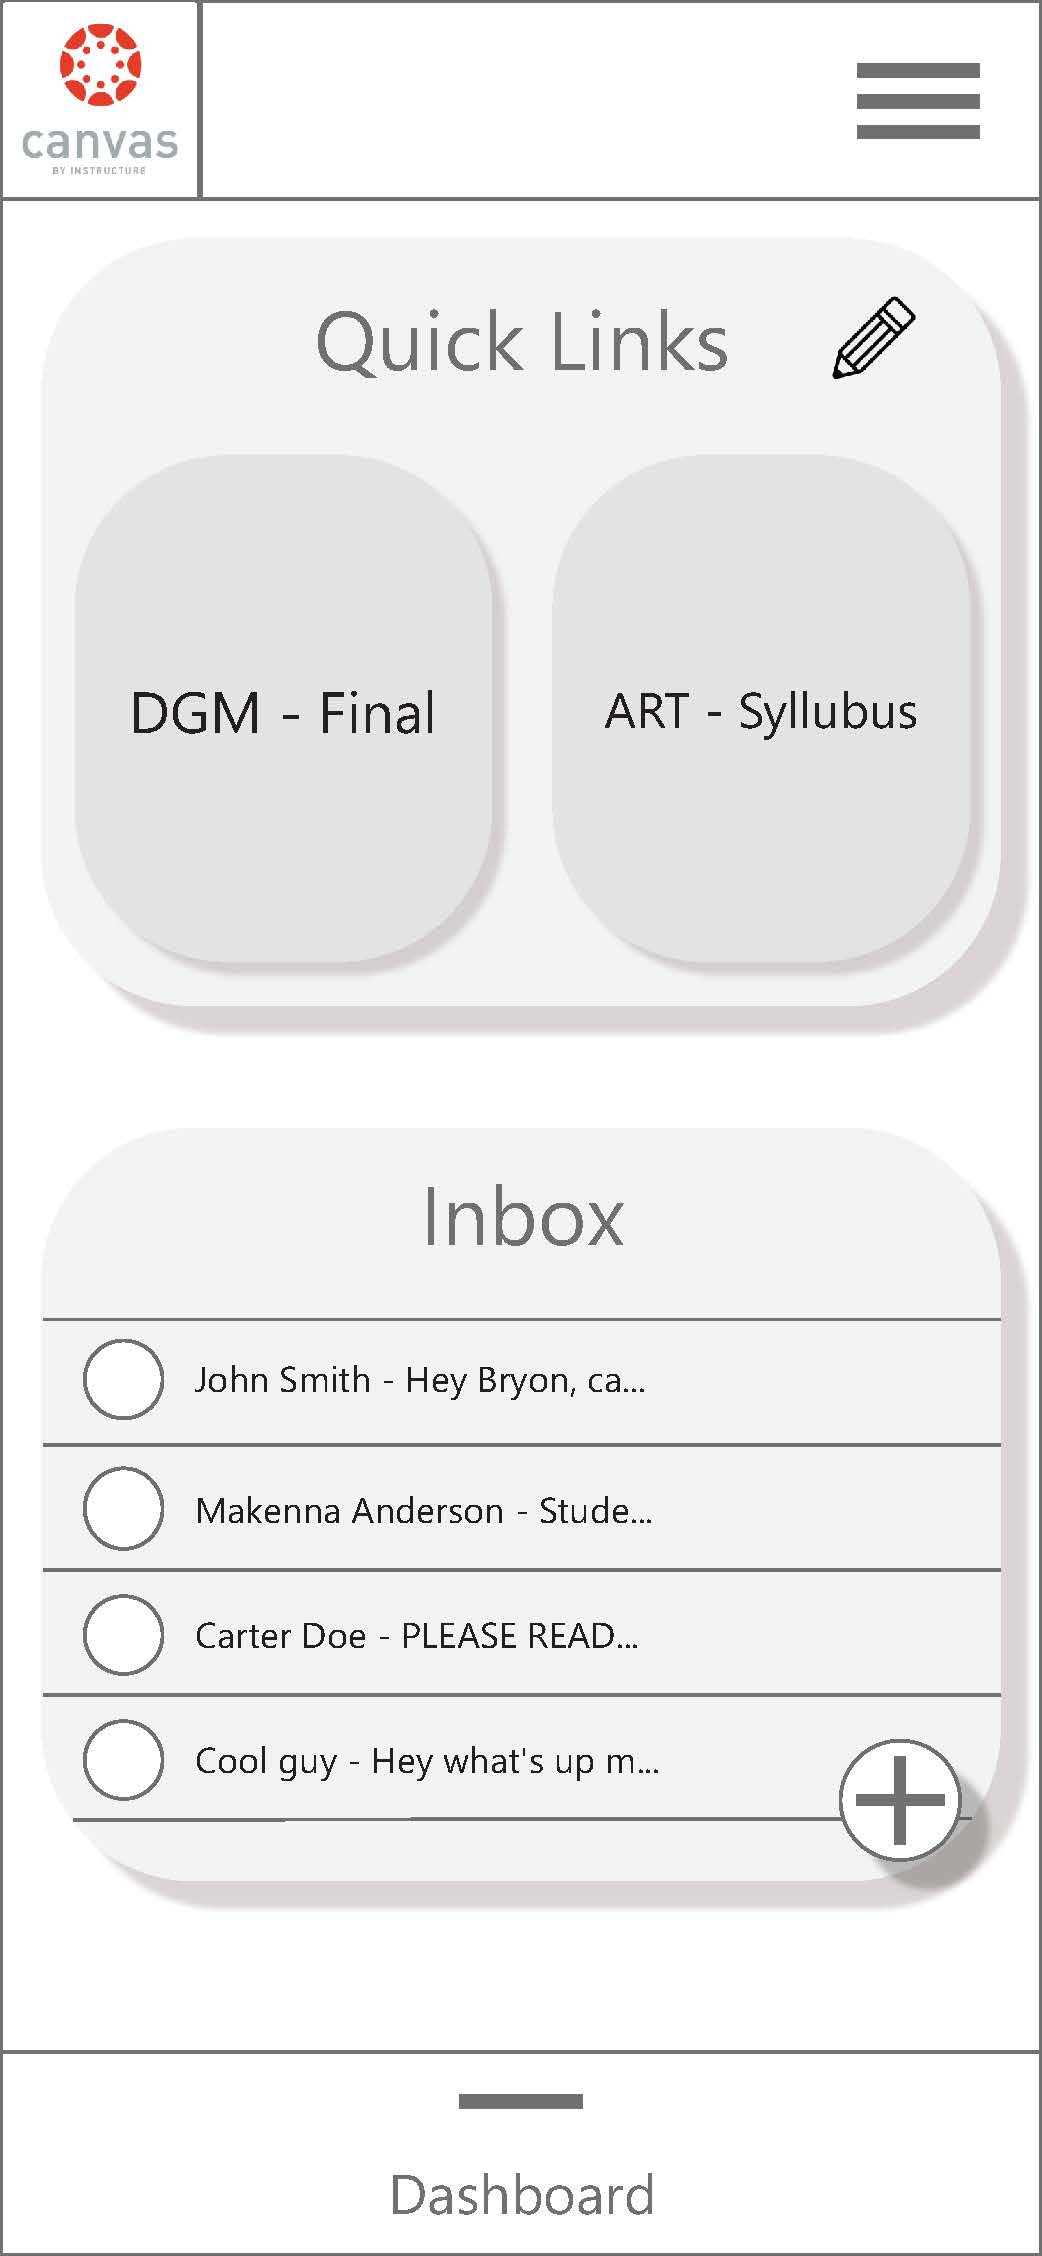 canvas
BY INSTRUCTURE
Quick Links
DGM - Final
ART - Syllubus
Inbox
John Smith - Hey Bryon, ca...
Makenna Anderson - Stude...
Carter Doe - PLEASE READ...
Cool guy - Hey what's up m...
Dashboard